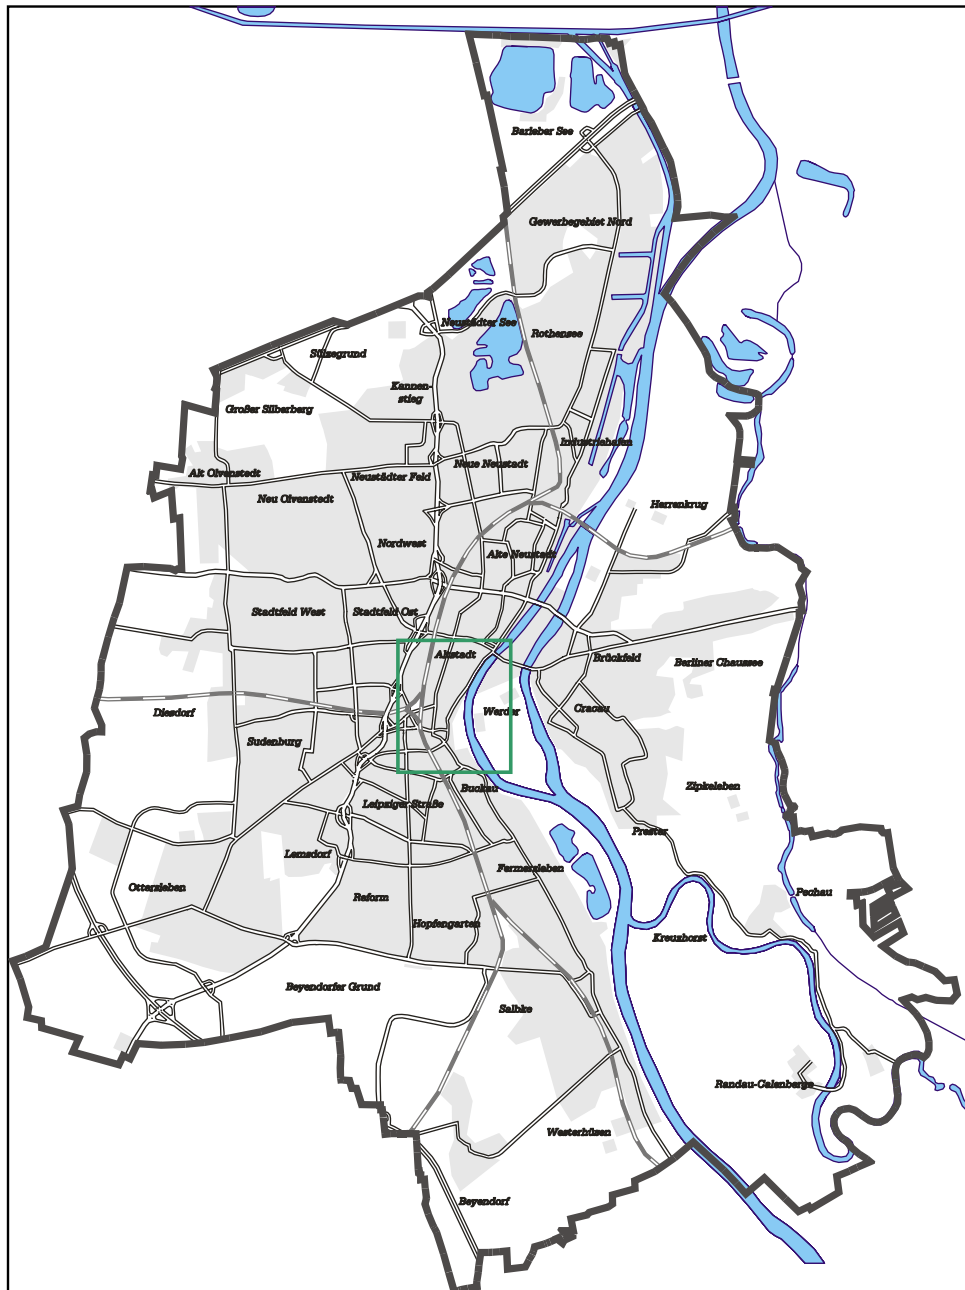 Barleber See
Gewerbegebiet Nord
Neustädter See
Rothensee
Sülzegrund
Kannen-
stieg
Großer Silberberg
Industriehafen
Neue Neustadt
Alt Olvenstedt
Neustädter Feld
Neu Olvenstedt
Herrenkrug
Nordwest
Alte Neustadt
Stadtfeld West
Stadtfeld Ost
Altstadt
Brückfeld
Berliner Chaussee
Diesdorf
Werder
Cracau
Sudenburg
Zipkeleben
Buckau
Leipziger Straße
Prester
Lemsdorf
Fermersleben
Ottersleben
Pechau
Reform
Hopfengarten
Kreuzhorst
Beyendorfer Grund
Salbke
Randau-Calenberge
Westerhüsen
Beyendorf